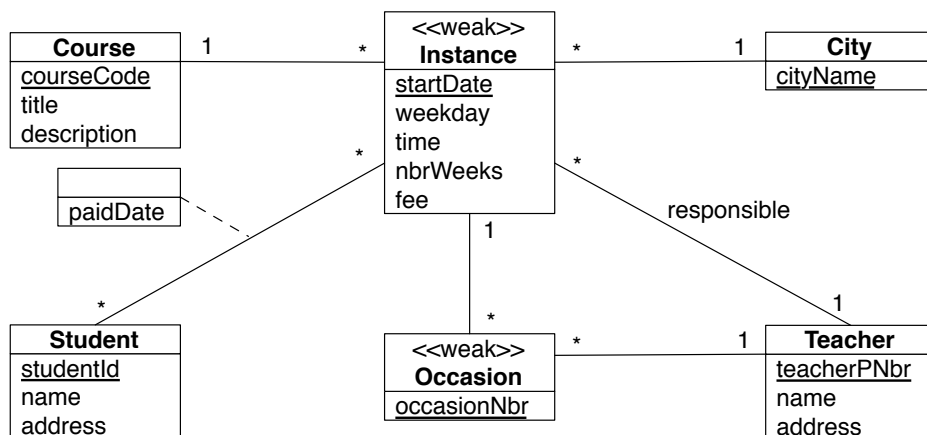 <<weak>>
Course
1
*
Instance
*
1
City
courseCode
startDate
cityName
title
weekday
description
time
*
*
nbrWeeks
paidDate
fee
responsible
1
*
*
1
Student
<<weak>>
*
1
Teacher
studentId
Occasion
teacherPNbr
name
occasionNbr
name
address
address